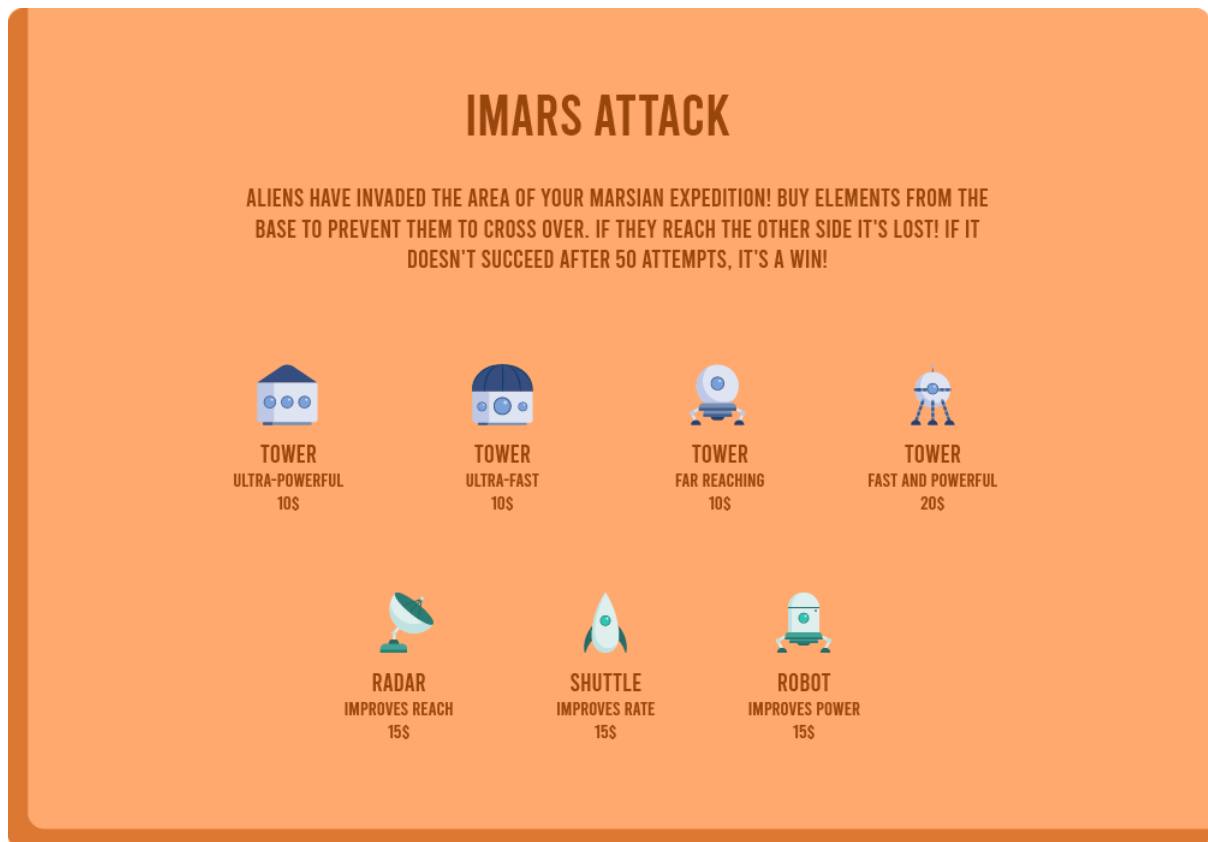 IMARS ATTACK
ALIENS HAVE INVADED THE AREA OF YOUR MARSIAN EXPEDITION! BUY ELEMENTS FROM THE
BASE TO PREVENT THEM TO CROSS OVER. IF THEY REACH THE OTHER SIDE IT'S LOST! IF IT
DOESN'T SUCCEED AFTER 50 ATTEMPTS, IT'S A WIN!
TOWER
ULTRA-POWERFUL
10$
TOWER
ULTRA-FAST
10$
TOWER
FAR REACHING
10$
TOWER
FAST AND POWERFUL
20$
RADAR
IMPROVES REACH
15$
SHUTTLE
IMPROVES RATE
15$
ROBOT
IMPROVES POWER
15$